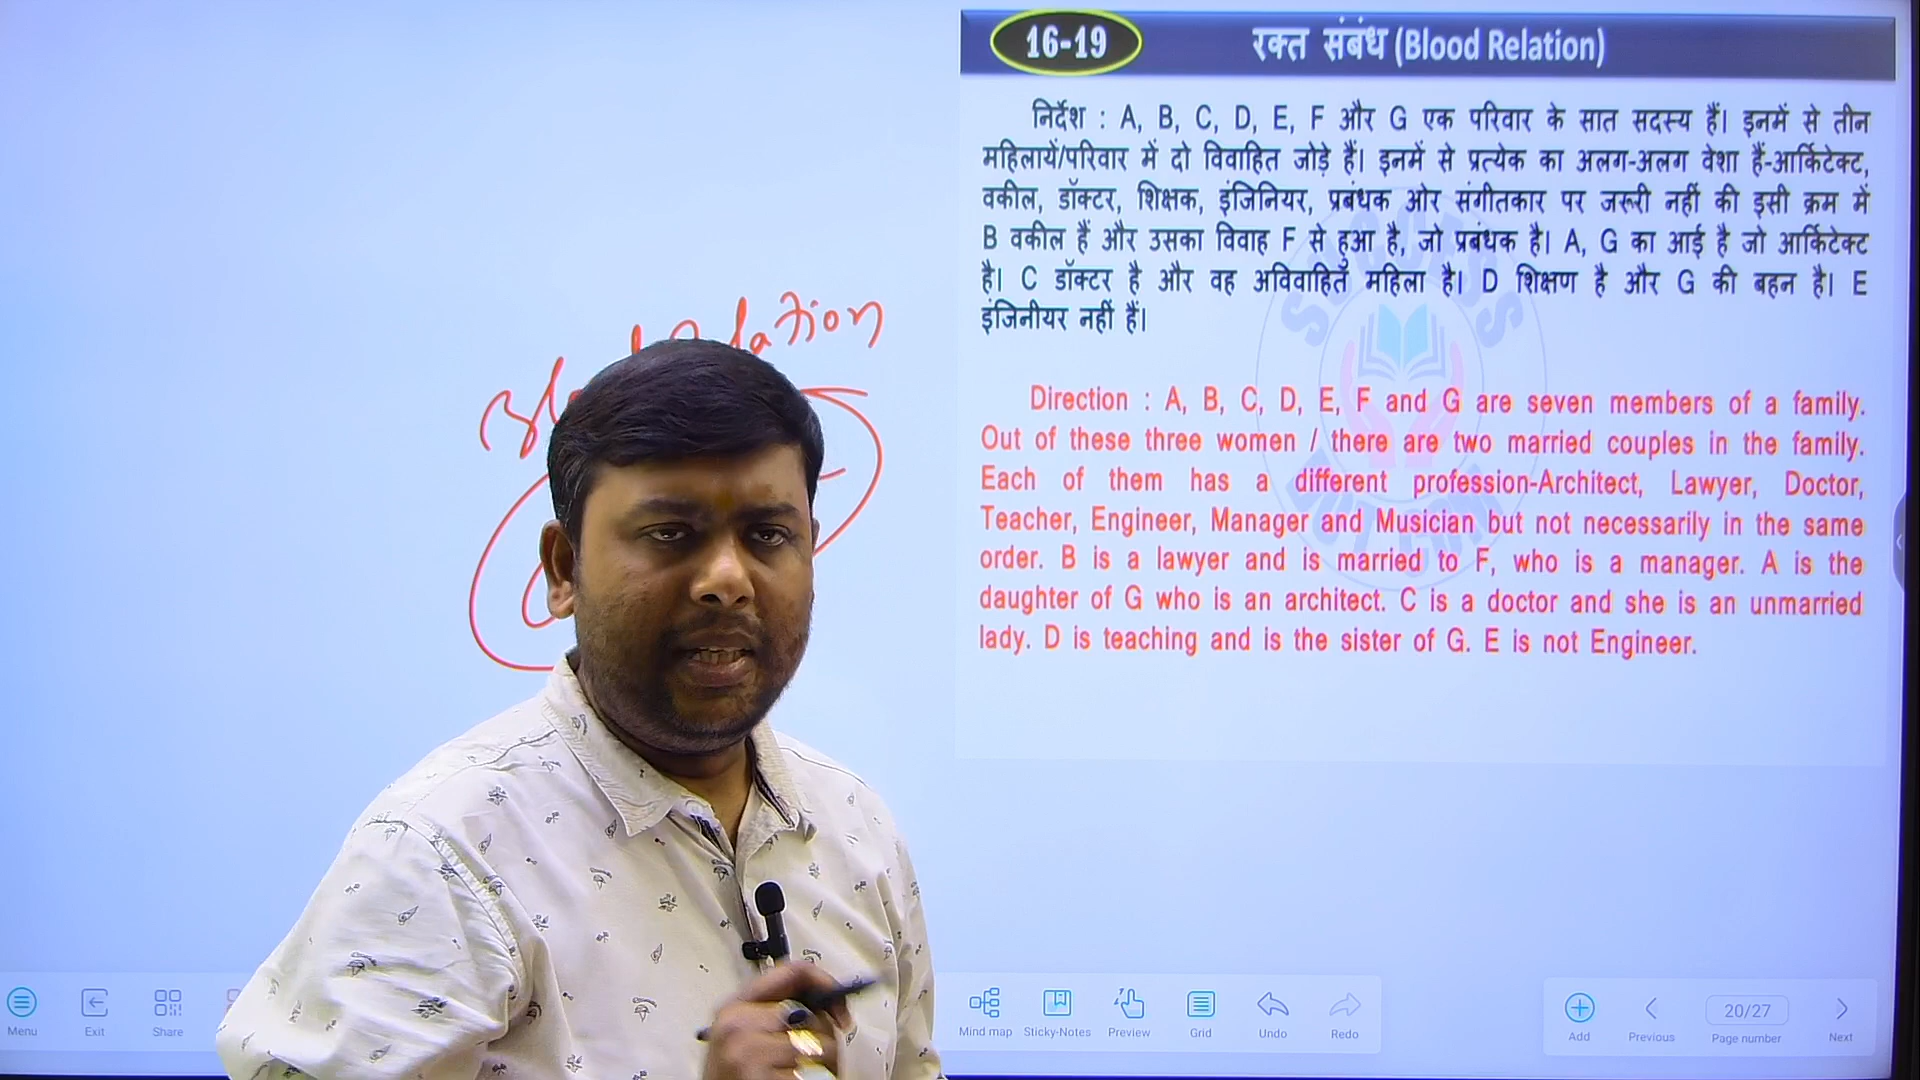 16-19
रक्त संबंध (Blood Relation)
निर्देश : A, B, C, D, E, F और G एक परिवार के सात सदस्य हैं। इनमें से तीन
महिलायें/परिवार में दो विवाहित जोड़े हैं। इनमें से प्रत्येक का अलग-अलग वेशा हैं-आर्किटेक्ट,
वकील, डॉक्टर, शिक्षक, इंजिनियर, प्रबंधक ओर संगीतकार पर जरूरी नहीं की इसी क्रम में
B वकील हैं और उसका विवाह F से हुआ है, जो प्रबंधक है। A, G का आई है जो आर्किटेक्ट
है। C डॉक्टर है और वह अविवाहित महिला है। D शिक्षण है और G की बहन है। E
इंजिनीयर नहीं हैं।
Direction : A, B, C, D, E, F and G are seven members of a family.
Out of these three women / there are two married couples in the family.
Each of them has a different profession-Architect, Lawyer, Doctor,
Teacher, Engineer, Manager and Musician but not necessarily in the same
order. B is a lawyer and is married to F, who is a manager. A is the
daughter of G who is an architect. C is a doctor and she is an unmarried
lady. D is teaching and is the sister of G. E is not Engineer.
Menu
Exit
Share
Mind map
Sticky-Notes
Preview
Grid
Undo
Redo
Add
Previous
20/27
Page number
Next